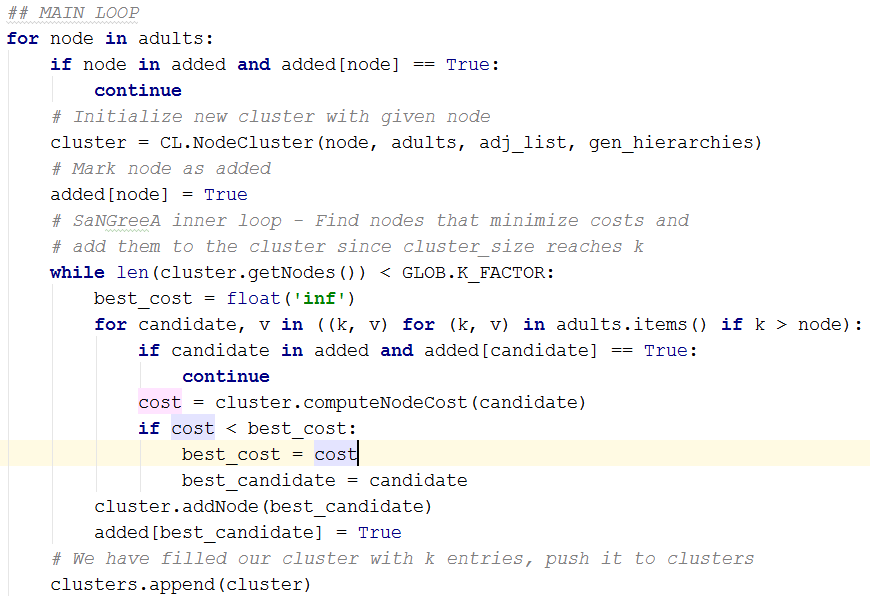 ## MAIN LOOP
for node in adults:
    if node in added and added[node] == True:
        continue
    # Initialize new cluster with given node
    cluster = CL.NodeCluster(node, adults, adj_list, gen_hierarchies)
    # Mark node as added
    added[node] = True
    # SaNGreeA inner loop - Find nodes that minimize costs and
    # add them to the cluster since cluster_size reaches k
    while len(cluster.getNodes()) < GLOB.K_FACTOR:
        best_cost = float('inf')
        for candidate, v in ((k, v) for (k, v) in adults.items() if k > node):
            if candidate in added and added[candidate] == True:
                continue
            cost = cluster.computeNodeCost(candidate)
            if cost < best_cost:
                best_cost = cost
                best_candidate = candidate
        cluster.addNode(best_candidate)
        added[best_candidate] = True
    # We have filled our cluster with k entries, push it to clusters
    clusters.append(cluster)